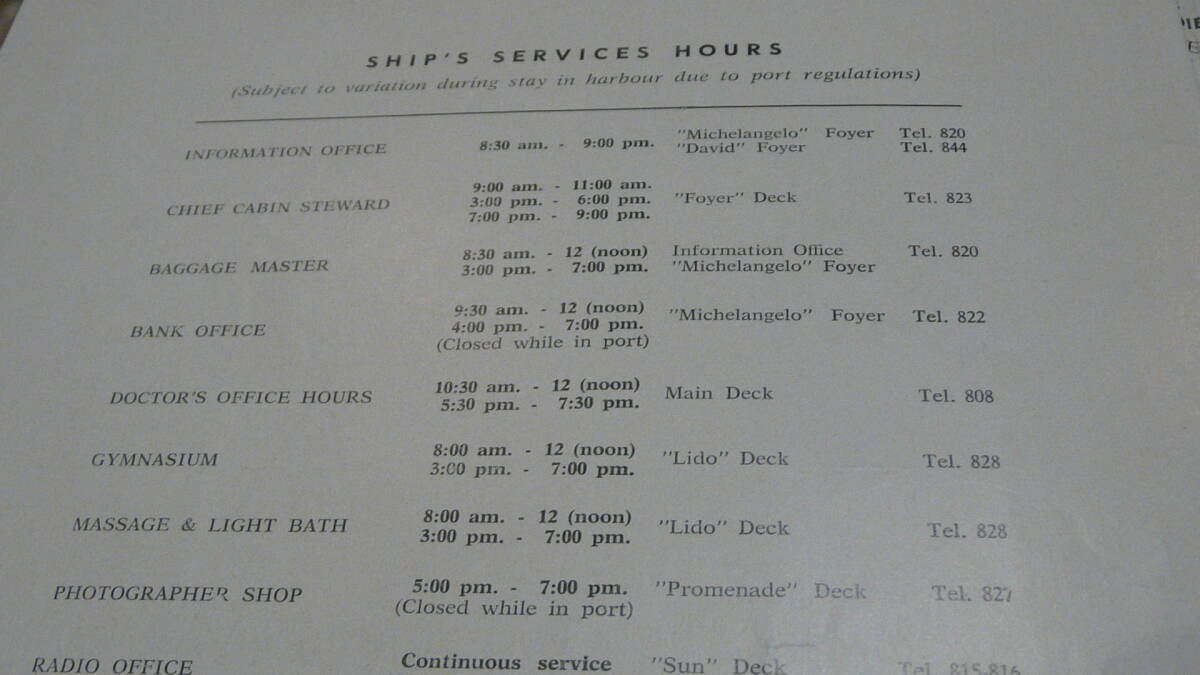 SHIP'S SERVICES HOURS
(Subject to variation during stay in harbour due to port regulations)
INFORMATION OFFICE 8:30 am. - 9:00 pm. "Michelangelo" Foyer Tel. 820
"David" Foyer Tel. 844
CHIEF CABIN STEWARD 9:00 am. - 11:00 am.
3:00 pm. - 6:00 pm. "Foyer" Deck Tel. 823
7:00 pm. - 9:00 pm.
BAGGAGE MASTER 8:30 am. - 12 (noon) Information Office Tel. 820
3:00 pm. - 7:00 pm. "Michelangelo" Foyer
BANK OFFICE 9:30 am. - 12 (noon) "Michelangelo" Foyer Tel. 822
4:00 pm. - 7:00 pm.
(Closed while in port)
DOCTOR'S OFFICE HOURS 10:30 am. - 12 (noon) Main Deck Tel. 808
5:30 pm. - 7:30 pm.
GYMNASIUM 8:00 am. - 12 (noon) "Lido" Deck Tel. 828
3:00 pm. - 7:00 pm.
MASSAGE & LIGHT BATH 8:00 am. - 12 (noon) "Lido" Deck Tel. 828
3:00 pm. - 7:00 pm.
PHOTOGRAPHER SHOP 5:00 pm. - 7:00 pm. "Promenade" Deck Tel. 827
(Closed while in port)
RADIO OFFICE Continuous service "Sun" Deck Tel. 815-816